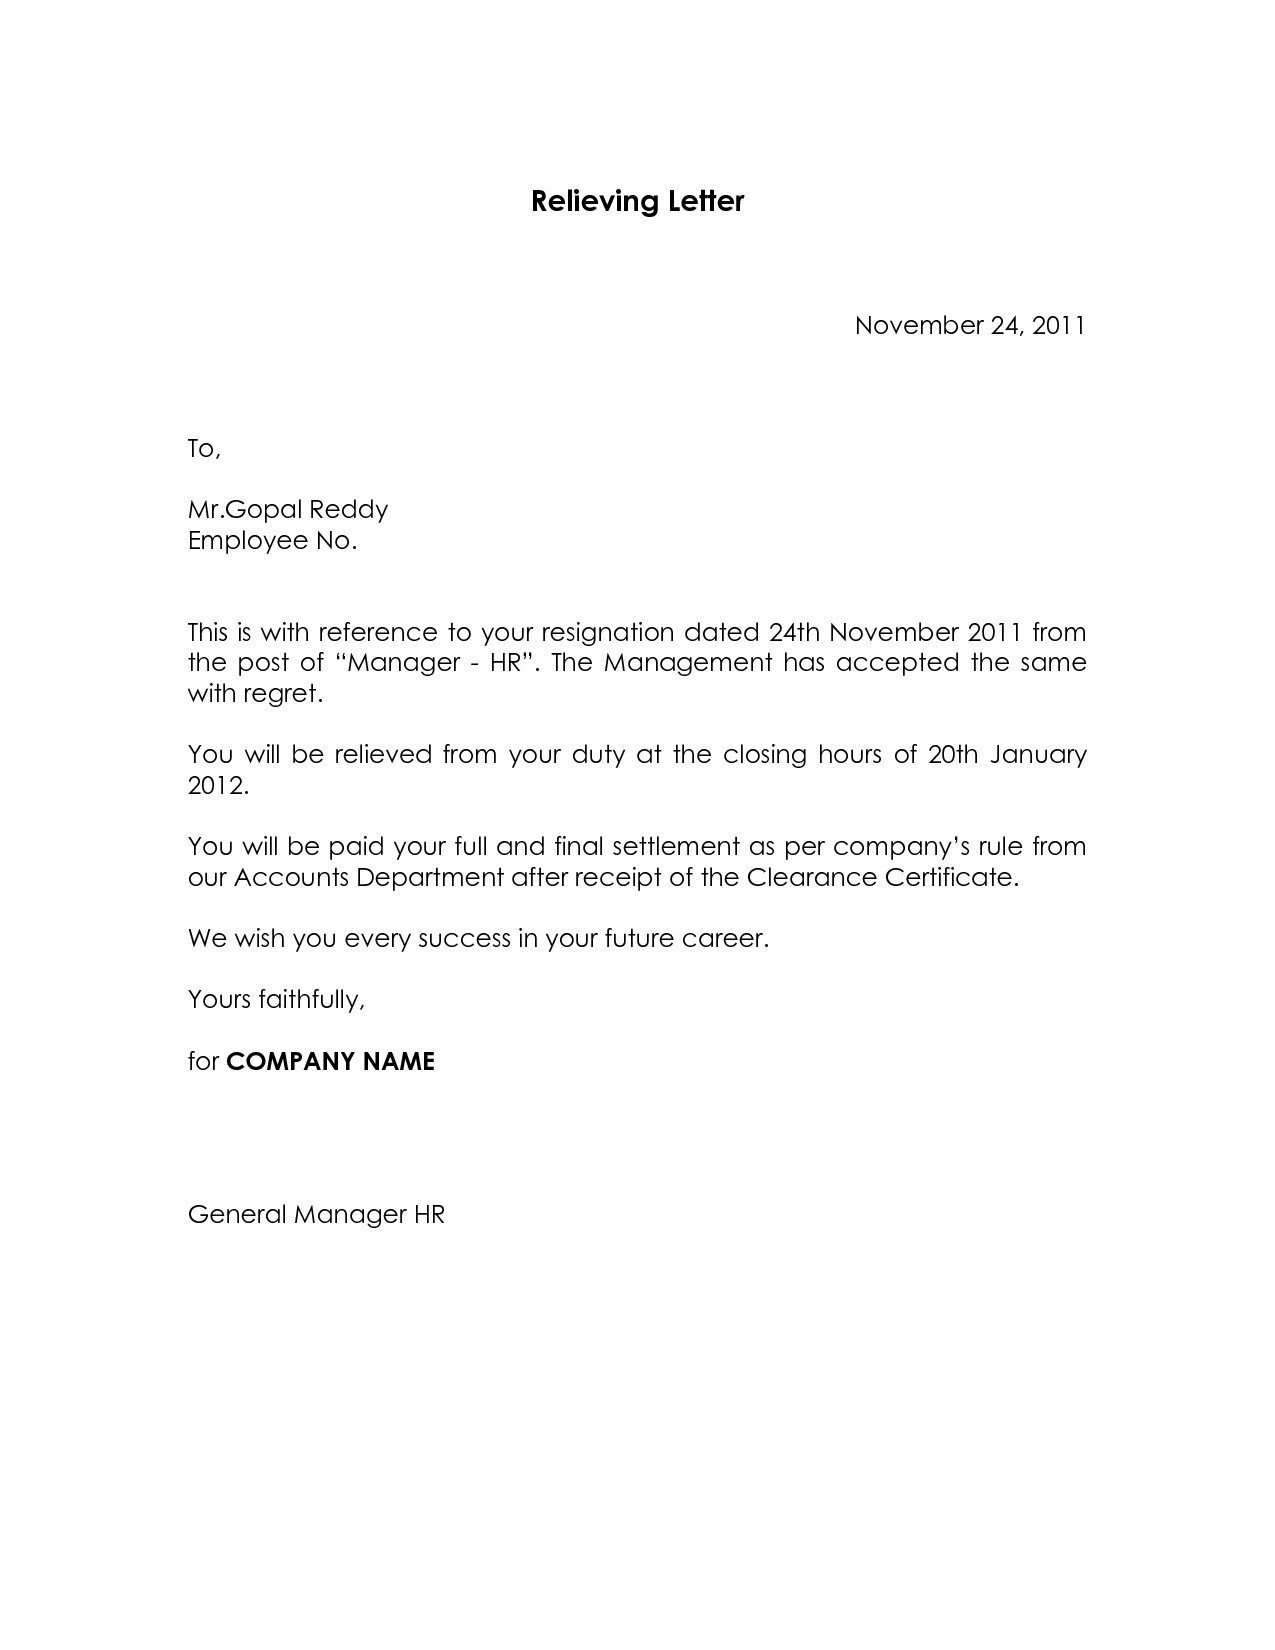 Relieving Letter
November 24, 2011
To,
Mr.Gopal Reddy
Employee No.
This is with reference to your resignation dated 24th November 2011 from
the post of “Manager - HR”. The Management has accepted the same
with regret.
You will be relieved from your duty at the closing hours of 20th January
2012.
You will be paid your full and final settlement as per company’s rule from
our Accounts Department after receipt of the Clearance Certificate.
We wish you every success in your future career.
Yours faithfully,
for COMPANY NAME
General Manager HR